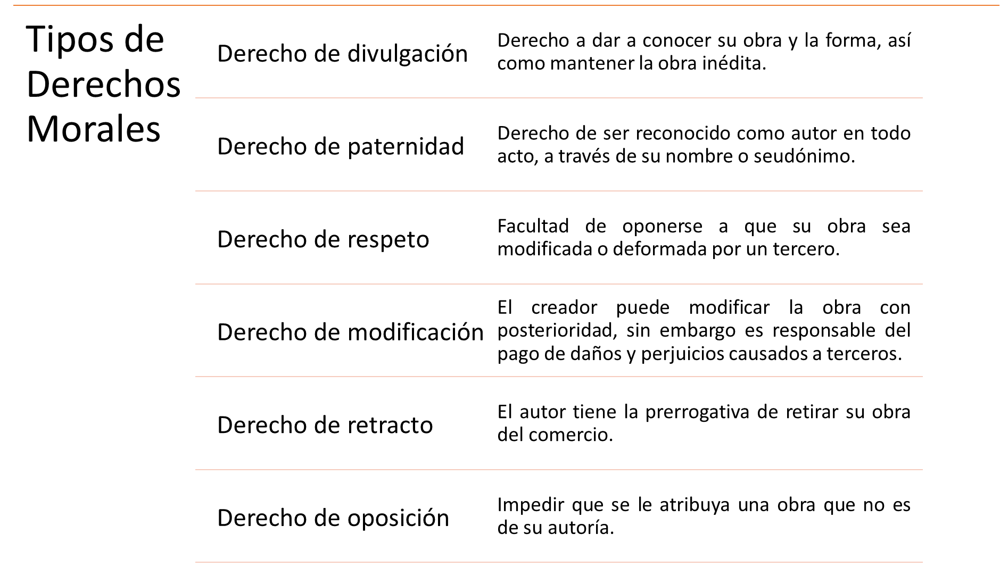 Tipos de
Derechos
Morales
Derecho de divulgación
Derecho a dar a conocer su obra y la forma, así
como mantener la obra inédita.
Derecho de paternidad
Derecho de ser reconocido como autor en todo
acto, a través de su nombre o seudónimo.
Derecho de respeto
Facultad de oponerse a que su obra sea
modificada o deformada por un tercero.
Derecho de modificación
El creador puede modificar la obra con
posterioridad, sin embargo es responsable del
pago de daños y perjuicios causados a terceros.
Derecho de retracto
El autor tiene la prerrogativa de retirar su obra
del comercio.
Derecho de oposición
Impedir que se le atribuya una obra que no es
de su autoría.